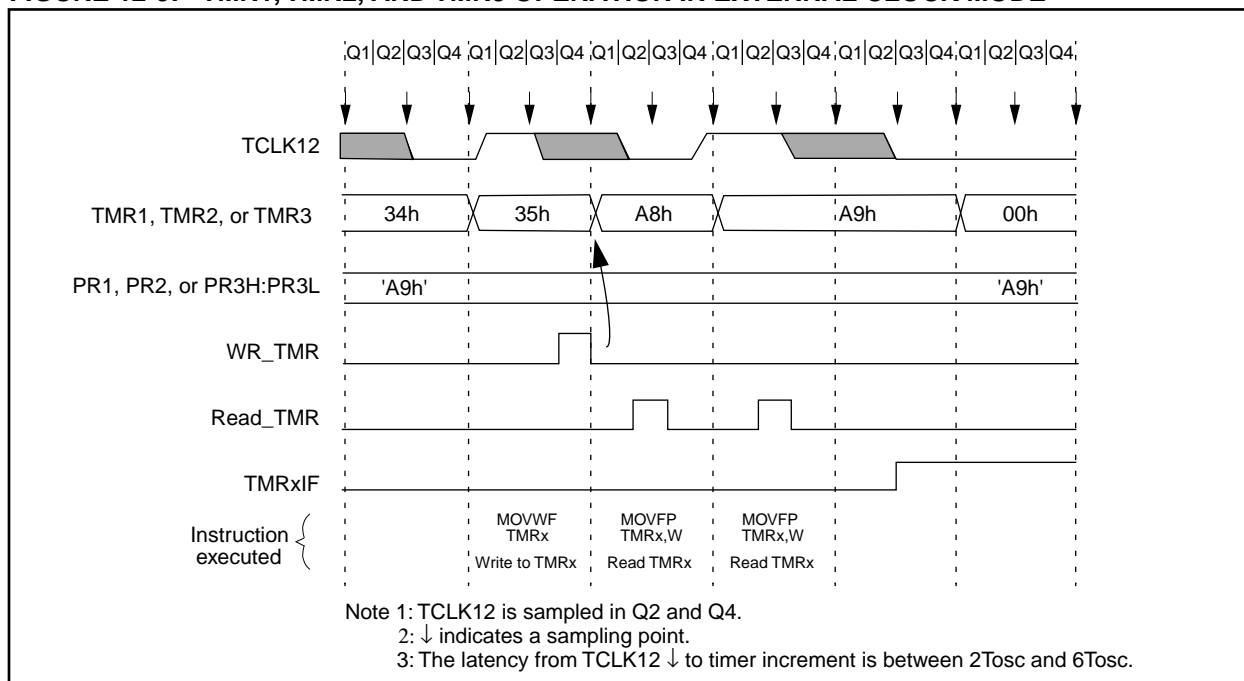 FIGURE TMR1, TMR2, AND TMR3 OPERATION IN EXTERNAL CLOCK MODE
Q1|Q2|Q3|Q4 Q1|Q2|Q3|Q4 Q1|Q2|Q3|Q4 Q1|Q2|Q3|Q4 Q1|Q2|Q3|Q4 Q1|Q2|Q3|Q4
TCLK12
TMR1, TMR2, or TMR3 34h 35h A8h A9h 00h
PR1, PR2, or PR3H:PR3L 'A9h' 'A9h'
WR_TMR
Read_TMR
TMRxIF
Instruction
executed
MOVWF
TMRx
Write to TMRx
MOVFP
TMRx,W
Read TMRx
MOVFP
TMRx,W
Read TMRx
Note 1: TCLK12 is sampled in Q2 and Q4.
2: ↓ indicates a sampling point.
3: The latency from TCLK12 ↓ to timer increment is between 2Tosc and 6Tosc.